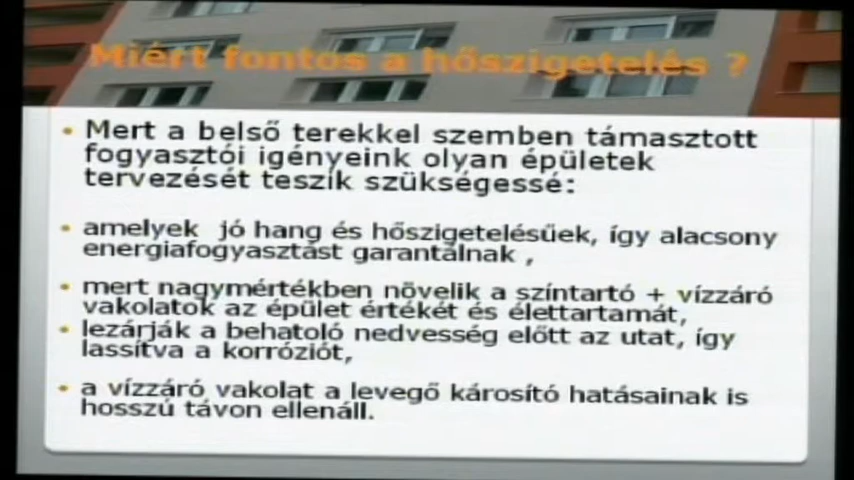 Miért fontos a hőszigetelés ?
• Mert a belső terekkel szemben támasztott
fogyasztói igényeink olyan épületek
tervezését teszik szükségessé:
• amelyek jó hang és hőszigetelésűek, így alacsony
energiafogyasztást garantálnak ,
• mert nagymértékben növelik a színtartó + vízzáró
vakolatok az épület értékét és élettartamát,
• lezárják a behatoló nedvesség előtt az utat, így
lassítva a korróziót,
• a vízzáró vakolat a levegő károsító hatásainak is
hosszú távon ellenáll.